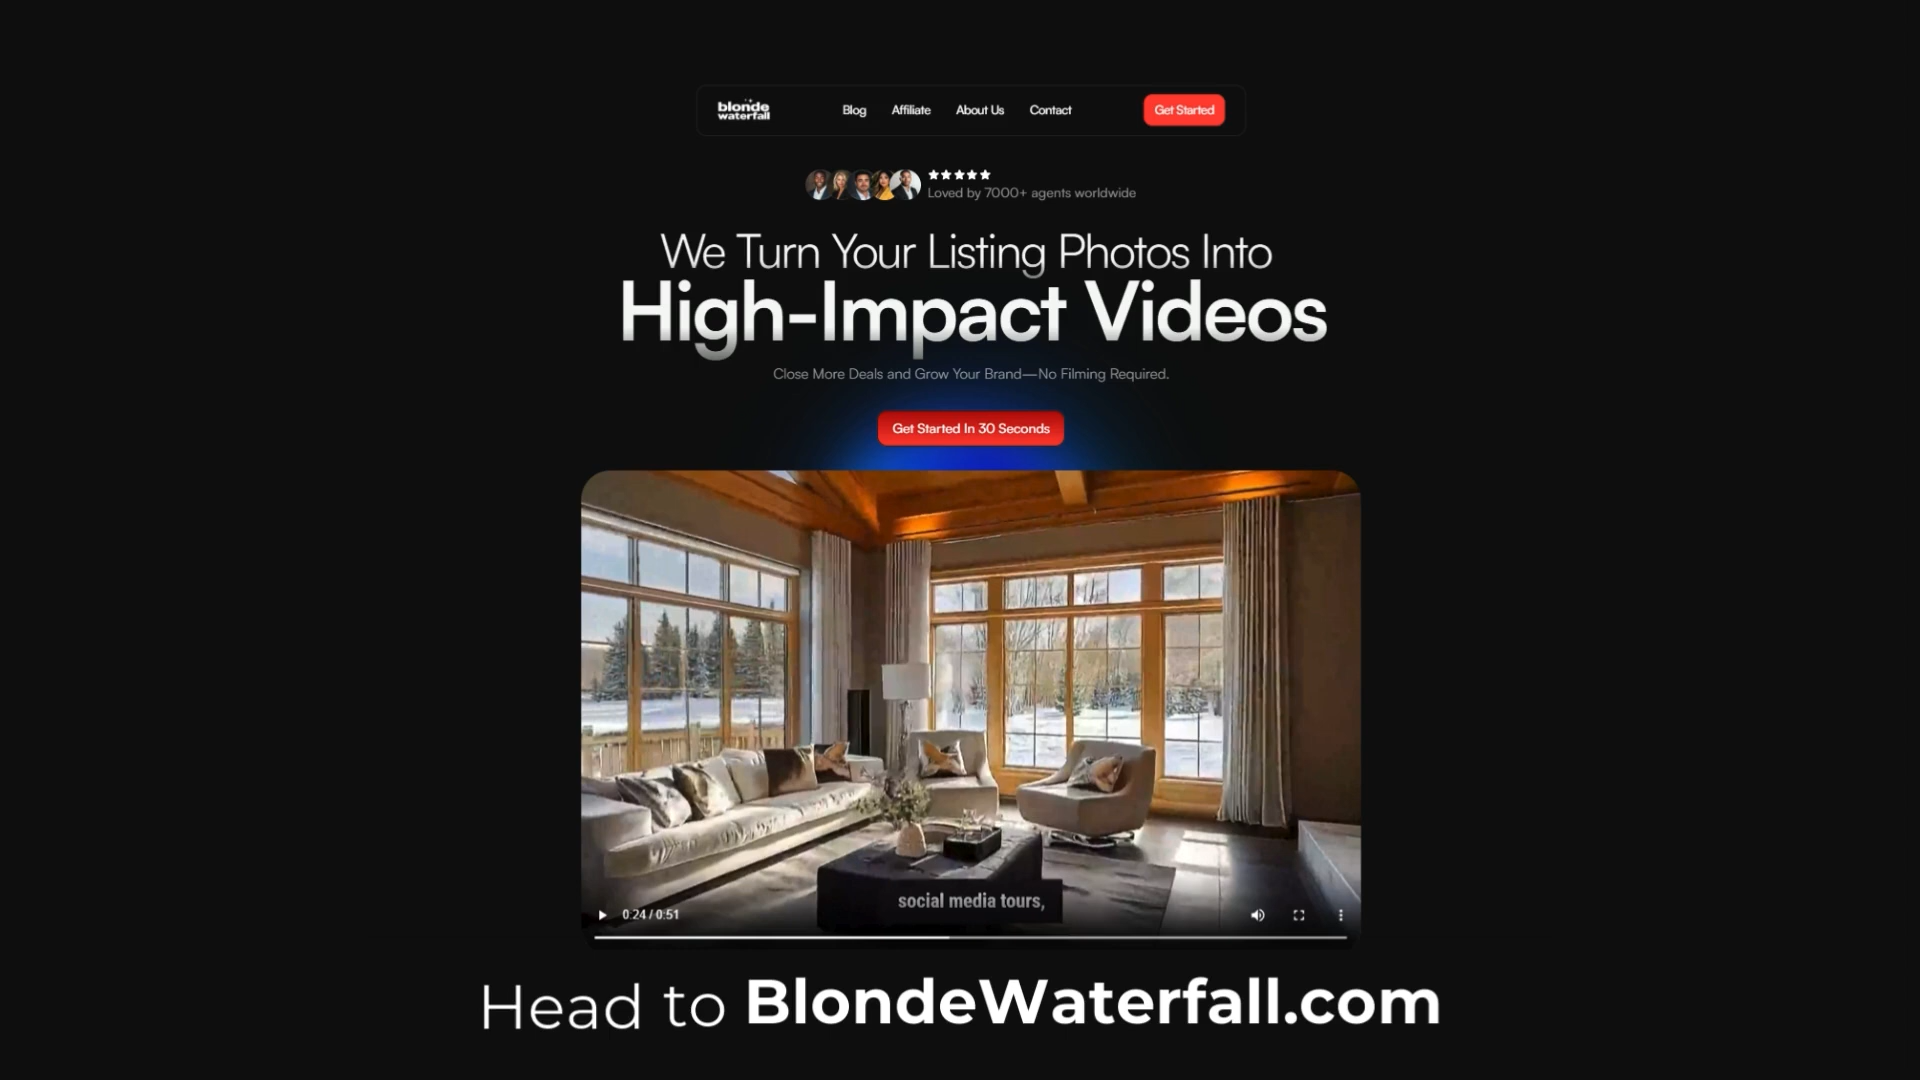 blonde
waterfall
Blog Affiliate About Us Contact Get Started
Loved by 7000+ agents worldwide
We Turn Your Listing Photos Into
High-Impact Videos
Close More Deals and Grow Your Brand—No Filming Required.
Get Started In 30 Seconds
social media tours,
0:24 / 0:51
Head to BlondeWaterfall.com